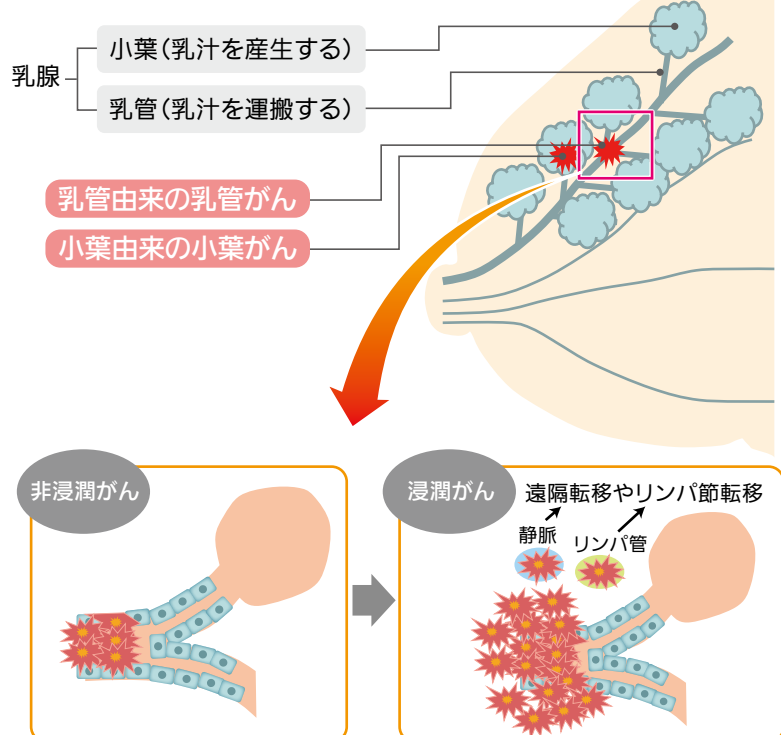 乳腺
小葉（乳汁を産生する）
乳管（乳汁を運搬する）
乳管由来の乳管がん
小葉由来の小葉がん
非浸潤がん
浸潤がん
遠隔転移やリンパ節転移
静脈
リンパ管